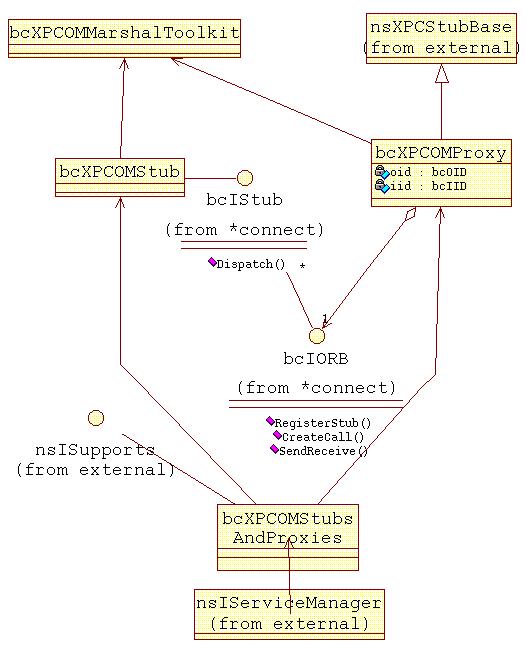 bcXPCOMMarshalToolkit
nsXPCStubBase
(from external)
bcXPCOMProxy
oid : bcOID
iid : bcIID
bcXPCOMStub
bcIStub
(from *connect)
Dispatch()
*
1
bcIORB
(from *connect)
RegisterStub()
CreateCall()
SendReceive()
nsISupports
(from external)
bcXPCOMStubs
AndProxies
nsIServiceManager
(from external)